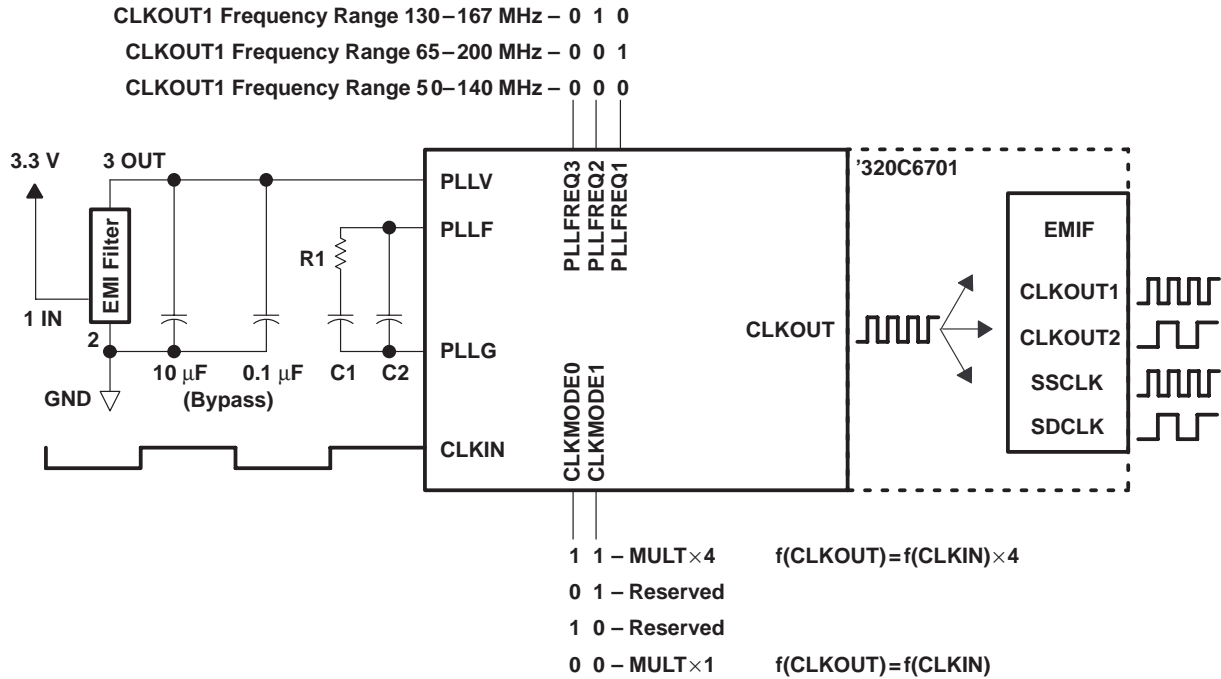 CLKOUT1 Frequency Range 130–167 MHz – 0 1 0
CLKOUT1 Frequency Range 65–200 MHz – 0 0 1
CLKOUT1 Frequency Range 50–140 MHz – 0 0 0
3.3 V
3 OUT
EMI Filter
1 IN
2
GND
10 μF
0.1 μF
(Bypass)
R1
C1
C2
PLLV
PLLF
PLLG
CLKIN
PLLFREQ3
PLLFREQ2
PLLFREQ1
CLKMODE0
CLKMODE1
CLKOUT
’320C6701
EMIF
CLKOUT1
CLKOUT2
SSCLK
SDCLK
1 1 – MULT×4 f(CLKOUT)=f(CLKIN)×4
0 1 – Reserved
1 0 – Reserved
0 0 – MULT×1 f(CLKOUT)=f(CLKIN)